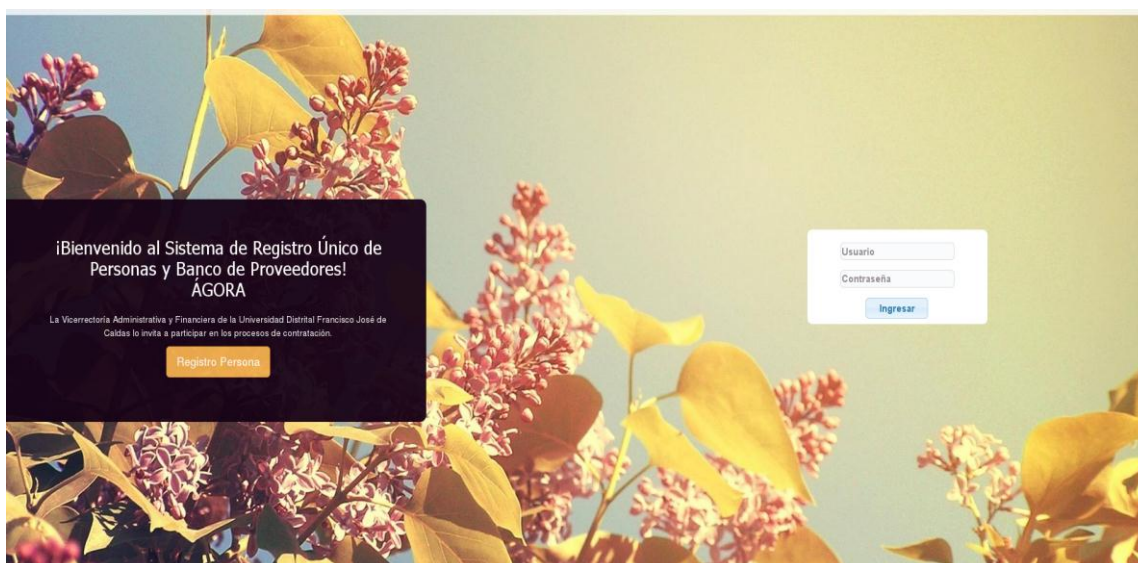 ¡Bienvenido al Sistema de Registro Único de
Personas y Banco de Proveedores!
ÁGORA
La Vicerrectoría Administrativa y Financiera de la Universidad Distrital Francisco José de
Caldas lo invita a participar en los procesos de contratación.
Registro Persona
Usuario
Contraseña
Ingresar